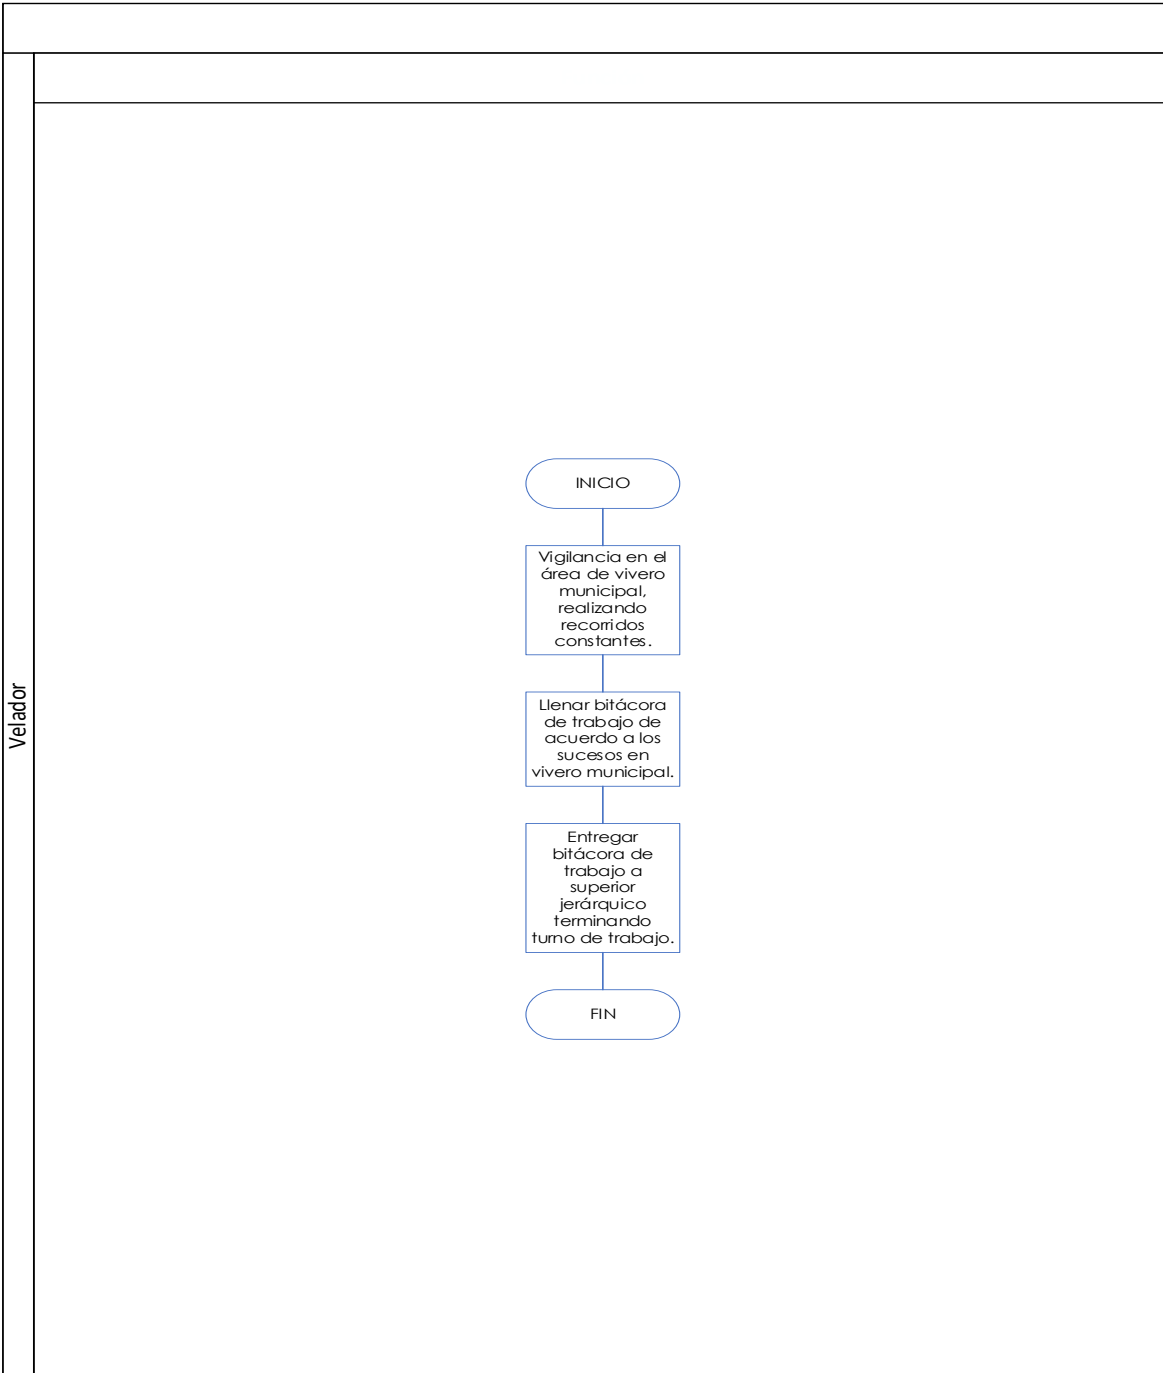 Velador
INICIO
Vigilancia en el
área de vivero
municipal,
realizando
recorridos
constantes.
Llenar bitácora
de trabajo de
acuerdo a los
sucesos en
vivero municipal.
Entregar
bitácora de
trabajo a
superior
jerárquico
terminando
turno de trabajo.
FIN